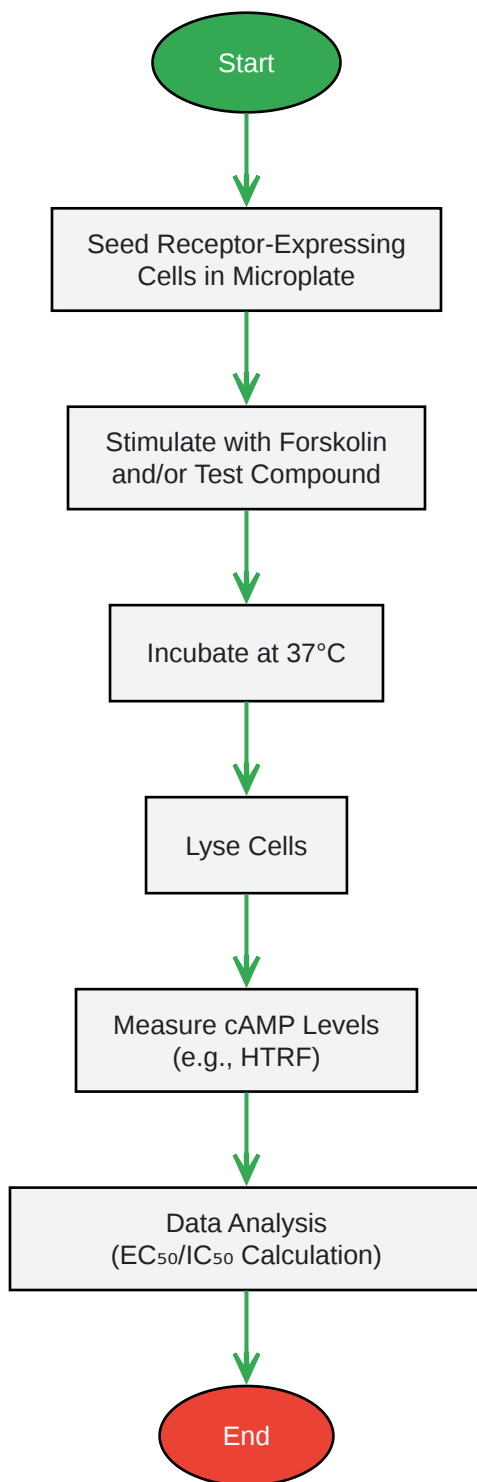 Start
Seed Receptor-Expressing
Cells in Microplate
Stimulate with Forskolin
and/or Test Compound
Incubate at 37°C
Lyse Cells
Measure cAMP Levels
(e.g., HTRF)
Data Analysis
(EC₅₀/IC₅₀ Calculation)
End